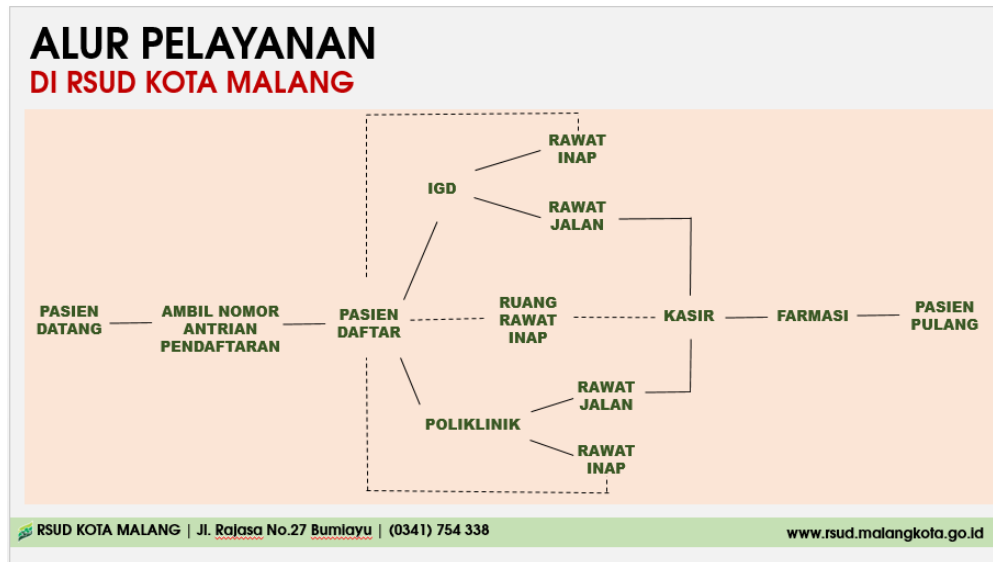 ALUR PELAYANAN
DI RSUD KOTA MALANG
RAWAT
INAP
IGD
RAWAT
JALAN
PASIEN
DATANG
AMBIL NOMOR
ANTRIAN
PENDAFTARAN
PASIEN
DAFTAR
RUANG
RAWAT
INAP
KASIR
FARMASI
PASIEN
PULANG
RAWAT
JALAN
POLIKLINIK
RAWAT
INAP
RSUD KOTA MALANG | Jl. Rajasa No.27 Bumiayu | (0341) 754 338
www.rsud.malangkota.go.id